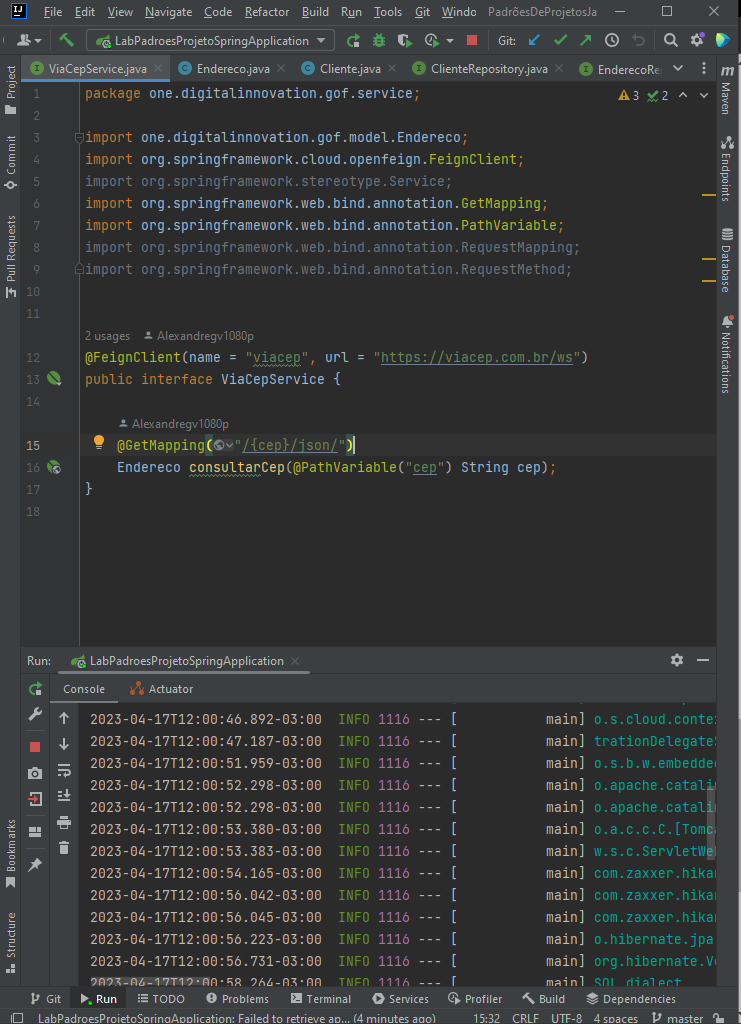 File Edit View Navigate Code Refactor Build Run Tools Git Windo PadrõesDeProjetosJa
Via LabPadroesProjetoSpringApplication Git:
ViaCepService.java Endereco.java Cliente.java ClienteRepository.java EnderecoRe
Project
Commit
Pull Requests
Bookmarks
Structure
m Maven
Endpoints
Database
Notifications
3 2
1 package one.digitalinnovation.gof.service;
2
3 import one.digitalinnovation.gof.model.Endereco;
4 import org.springframework.cloud.openfeign.FeignClient;
5 import org.springframework.stereotype.Service;
6 import org.springframework.web.bind.annotation.GetMapping;
7 import org.springframework.web.bind.annotation.PathVariable;
8 import org.springframework.web.bind.annotation.RequestMapping;
9 import org.springframework.web.bind.annotation.RequestMethod;
10
11
2 usages Alexandregv1080p
12 @FeignClient(name = "viacep", url = "https://viacep.com.br/ws")
13 public interface ViaCepService {
14
Alexandregv1080p
15 @GetMapping("/{cep}/json/")
16 Endereco consultarCep(@PathVariable("cep") String cep);
17 }
18
Run: LabPadroesProjetoSpringApplication
Console Actuator
2023-04-17T12:00:46.892-03:00 INFO 1116 --- [ main] o.s.cloud.conte
2023-04-17T12:00:47.187-03:00 INFO 1116 --- [ main] trationDelegate
2023-04-17T12:00:51.959-03:00 INFO 1116 --- [ main] o.s.b.w.embedde
2023-04-17T12:00:52.298-03:00 INFO 1116 --- [ main] o.apache.catalin
2023-04-17T12:00:52.298-03:00 INFO 1116 --- [ main] o.apache.catalin
2023-04-17T12:00:53.380-03:00 INFO 1116 --- [ main] o.a.c.c.C.[Tomc
2023-04-17T12:00:53.383-03:00 INFO 1116 --- [ main] w.s.c.ServletWe
2023-04-17T12:00:54.165-03:00 INFO 1116 --- [ main] com.zaxxer.hika
2023-04-17T12:00:56.042-03:00 INFO 1116 --- [ main] com.zaxxer.hika
2023-04-17T12:00:56.045-03:00 INFO 1116 --- [ main] com.zaxxer.hika
2023-04-17T12:00:56.223-03:00 INFO 1116 --- [ main] o.hibernate.jpa
2023-04-17T12:00:56.731-03:00 INFO 1116 --- [ main] org.hibernate.Ve
2023-04-17T12:00:58.264-03:00 INFO 1116 --- [ main] SQL dialect
Git Run TODO Problems Terminal Services Profiler Build Dependencies
LabPadroesProjetoSpringApplication: Failed to retrieve ap... (4 minutes ago) 15:32 CRLF UTF-8 4 spaces master